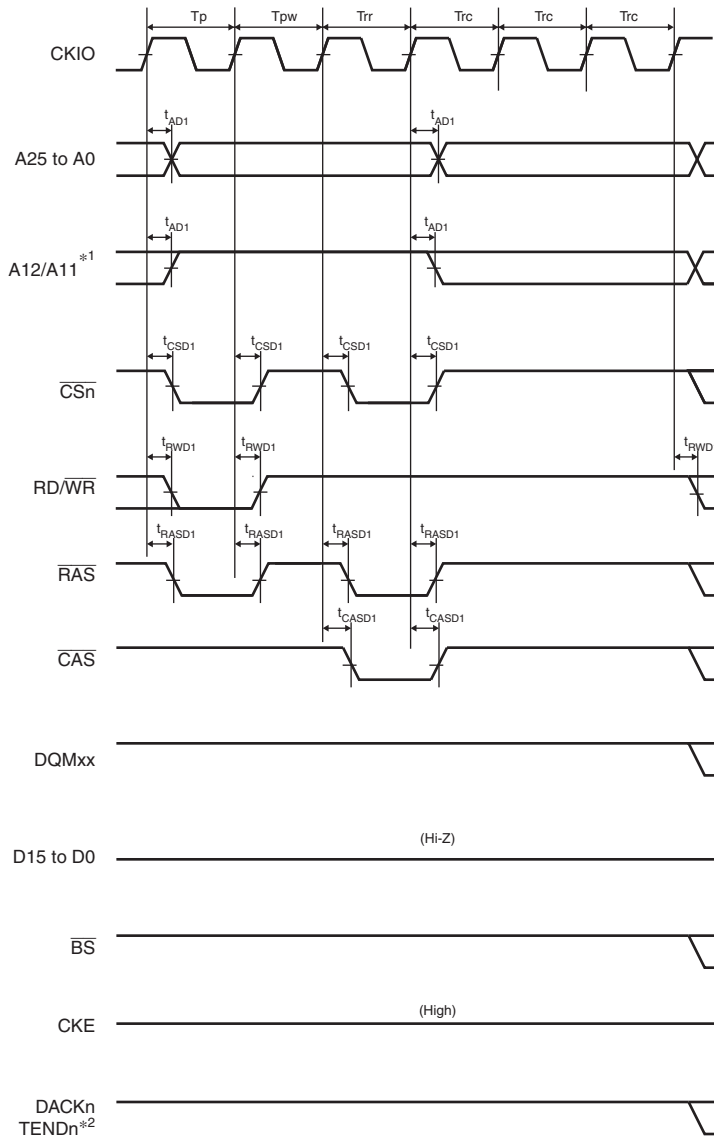 Tp Tpw Trr Trc Trc Trc
CKIO
tAD1 tAD1
A25 to A0
tAD1 tAD1
A12/A11*1
tCSD1 tCSD1 tCSD1 tCSD1
CSn
tRWD1 tRWD1 tRWD
RD/WR
tRASD1 tRASD1 tRASD1 tRASD1
RAS
tCASD1 tCASD1
CAS
DQMxx
(Hi-Z)
D15 to D0
BS
(High)
CKE
DACKn
TENDn*2